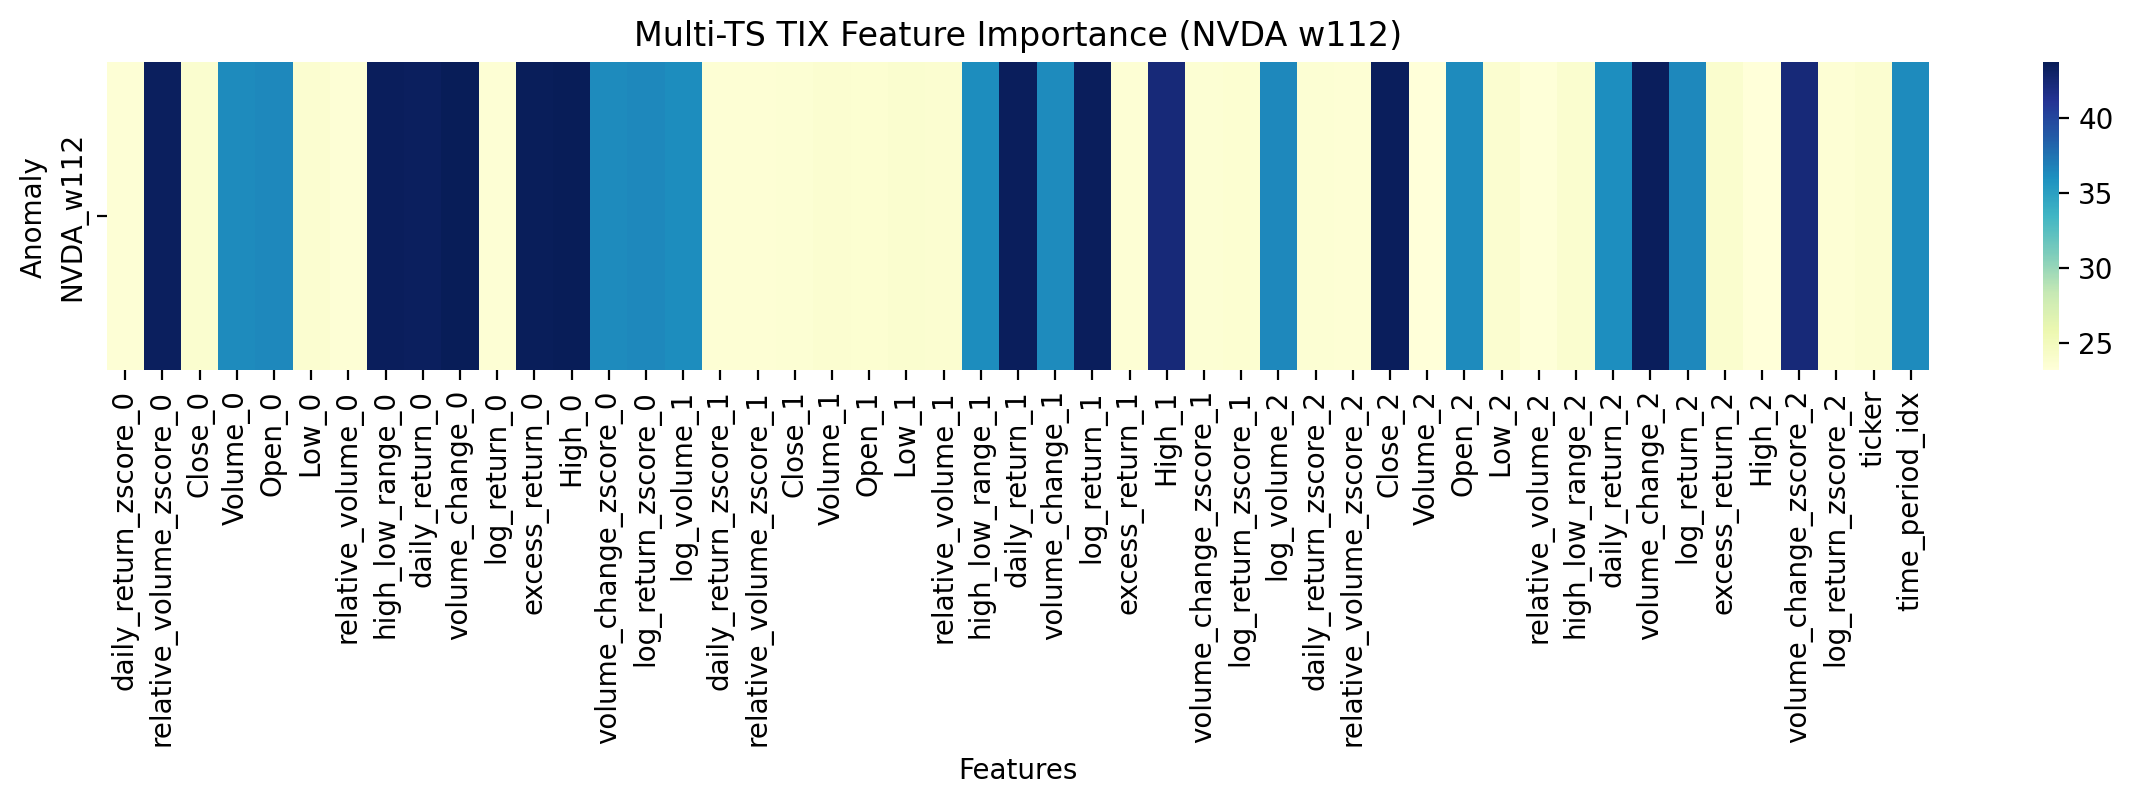 Multi-TS TIX Feature Importance (NVDA w112)
Anomaly
NVDA_w112
40
35
30
25
daily_return_zscore_0
relative_volume_zscore_0
Close_0
Volume_0
Open_0
Low_0
relative_volume_0
high_low_range_0
daily_return_0
volume_change_0
log_return_0
excess_return_0
High_0
volume_change_zscore_0
log_return_zscore_0
log_volume_1
daily_return_zscore_1
relative_volume_zscore_1
Close_1
Volume_1
Open_1
Low_1
relative_volume_1
high_low_range_1
daily_return_1
volume_change_1
log_return_1
excess_return_1
High_1
volume_change_zscore_1
log_return_zscore_1
log_volume_2
daily_return_zscore_2
relative_volume_zscore_2
Close_2
Volume_2
Open_2
Low_2
relative_volume_2
high_low_range_2
daily_return_2
volume_change_2
log_return_2
excess_return_2
High_2
volume_change_zscore_2
log_return_zscore_2
ticker
time_period_idx
Features